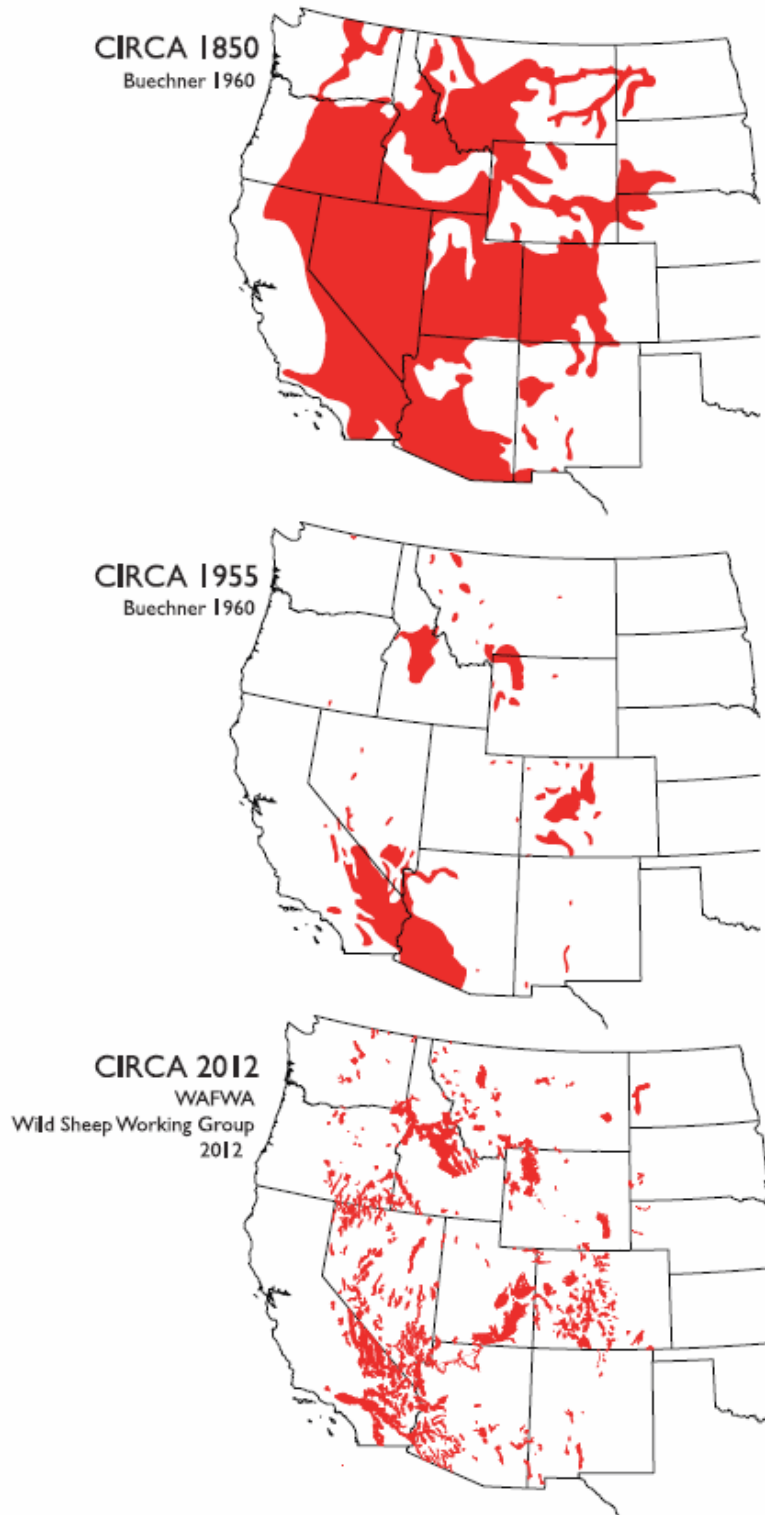 CIRCA 1850
Buechner 1960
CIRCA 1955
Buechner 1960
CIRCA 2012
WAFWA
Wild Sheep Working Group
2012